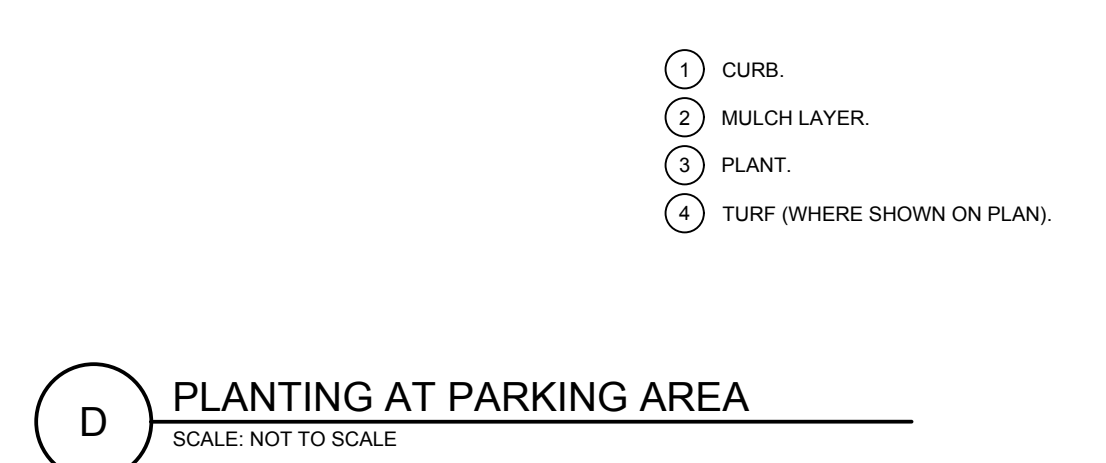 1 CURB.
2 MULCH LAYER.
3 PLANT.
4 TURF (WHERE SHOWN ON PLAN).
D PLANTING AT PARKING AREA
SCALE: NOT TO SCALE